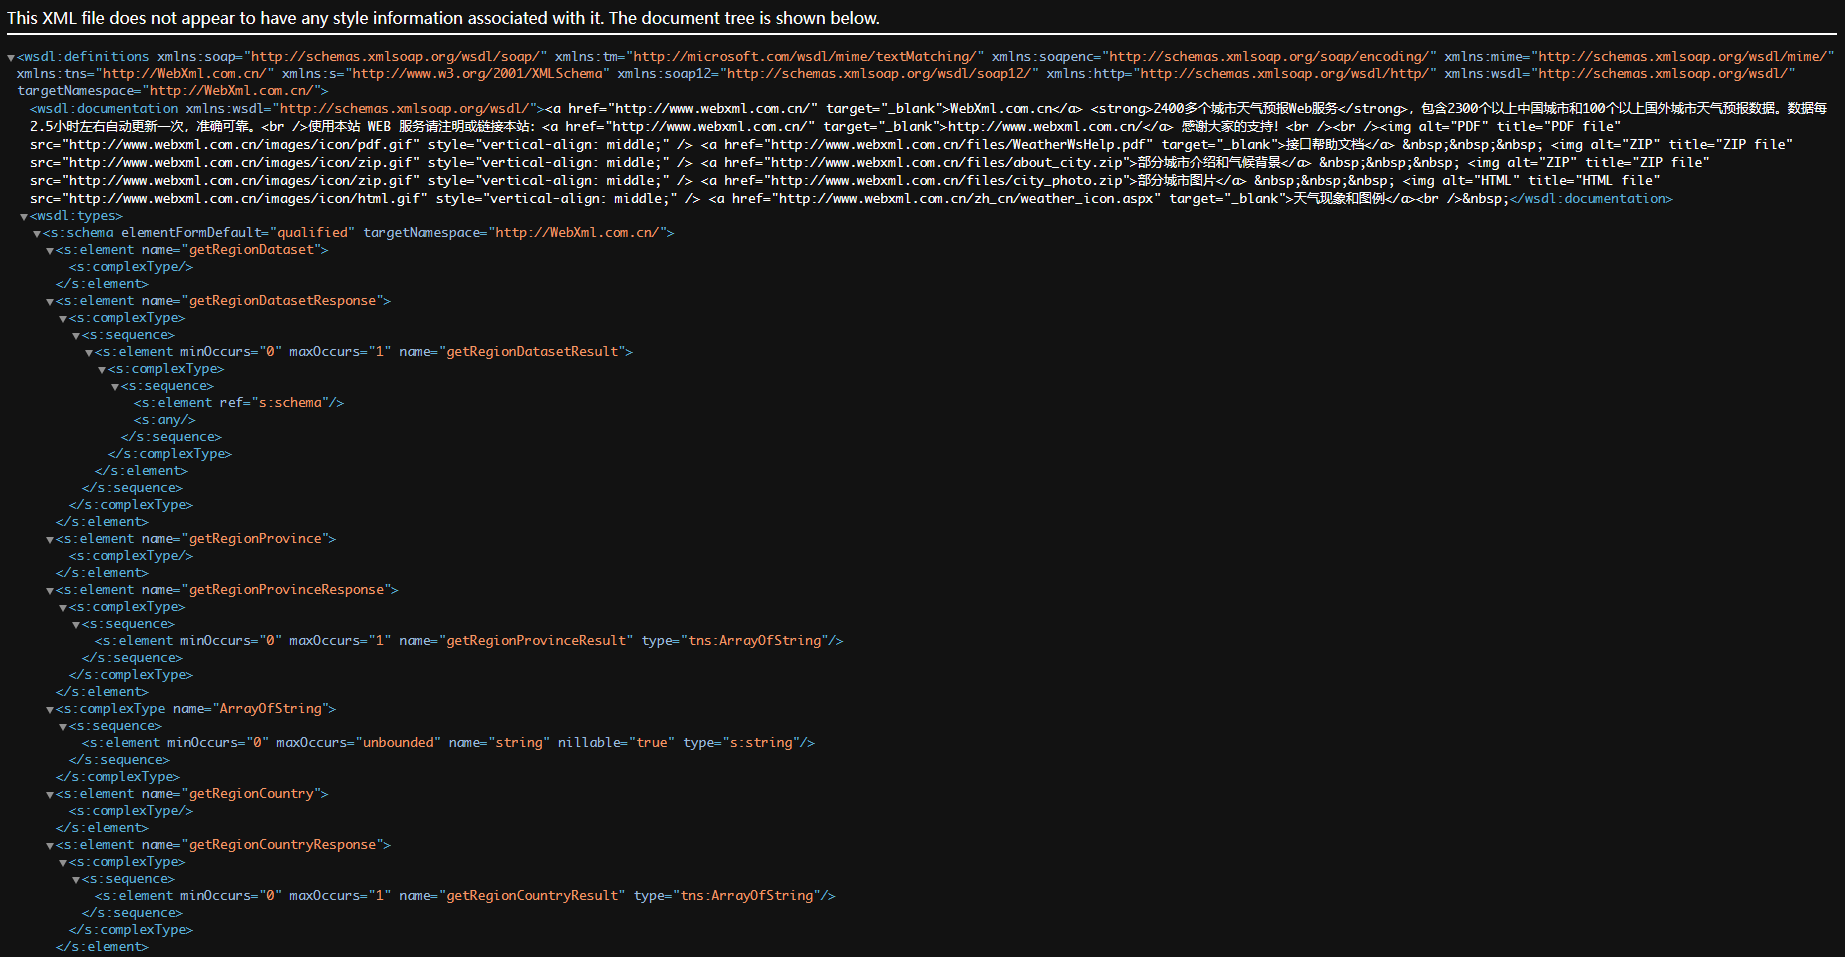 This XML file does not appear to have any style information associated with it. The document tree is shown below.
▼<wsdl:definitions xmlns:soap="http://schemas.xmlsoap.org/wsdl/soap/" xmlns:tm="http://microsoft.com/wsdl/mime/textMatching/" xmlns:soapenc="http://schemas.xmlsoap.org/soap/encoding/" xmlns:mime="http://schemas.xmlsoap.org/wsdl/mime/"
xmlns:tns="http://WebXml.com.cn/" xmlns:s="http://www.w3.org/2001/XMLSchema" xmlns:soap12="http://schemas.xmlsoap.org/wsdl/soap12/" xmlns:http="http://schemas.xmlsoap.org/wsdl/http/" xmlns:wsdl="http://schemas.xmlsoap.org/wsdl/"
targetNamespace="http://WebXml.com.cn/">
<wsdl:documentation xmlns:wsdl="http://schemas.xmlsoap.org/wsdl/"><a href="http://www.webxml.com.cn/" target="_blank">WebXml.com.cn</a> <strong>2400多个城市天气预报Web服务</strong>，包含2300个以上中国城市和100个以上国外城市天气预报数据。数据每
2.5小时左右自动更新一次，准确可靠。<br />使用本站 WEB 服务请注明或链接本站：<a href="http://www.webxml.com.cn/" target="_blank">http://www.webxml.com.cn/</a> 感谢大家的支持！<br /><br /><img alt="PDF" title="PDF file"
src="http://www.webxml.com.cn/images/icon/pdf.gif" style="vertical-align: middle;" /> <a href="http://www.webxml.com.cn/files/WeatherWsHelp.pdf" target="_blank">接口帮助文档</a> &nbsp;&nbsp;&nbsp; <img alt="ZIP" title="ZIP file"
src="http://www.webxml.com.cn/images/icon/zip.gif" style="vertical-align: middle;" /> <a href="http://www.webxml.com.cn/files/about_city.zip">部分城市介绍和气候背景</a> &nbsp;&nbsp;&nbsp; <img alt="ZIP" title="ZIP file"
src="http://www.webxml.com.cn/images/icon/zip.gif" style="vertical-align: middle;" /> <a href="http://www.webxml.com.cn/files/city_photo.zip">部分城市图片</a> &nbsp;&nbsp;&nbsp; <img alt="HTML" title="HTML file"
src="http://www.webxml.com.cn/images/icon/html.gif" style="vertical-align: middle;" /> <a href="http://www.webxml.com.cn/zh_cn/weather_icon.aspx" target="_blank">天气现象和图例</a><br />&nbsp;</wsdl:documentation>
▼<wsdl:types>
▼<s:schema elementFormDefault="qualified" targetNamespace="http://WebXml.com.cn/">
▼<s:element name="getRegionDataset">
<s:complexType/>
</s:element>
▼<s:element name="getRegionDatasetResponse">
▼<s:complexType>
▼<s:sequence>
▼<s:element minOccurs="0" maxOccurs="1" name="getRegionDatasetResult">
▼<s:complexType>
▼<s:sequence>
<s:element ref="s:schema"/>
<s:any/>
</s:sequence>
</s:complexType>
</s:element>
</s:sequence>
</s:complexType>
</s:element>
▼<s:element name="getRegionProvince">
<s:complexType/>
</s:element>
▼<s:element name="getRegionProvinceResponse">
▼<s:complexType>
▼<s:sequence>
<s:element minOccurs="0" maxOccurs="1" name="getRegionProvinceResult" type="tns:ArrayOfString"/>
</s:sequence>
</s:complexType>
</s:element>
▼<s:complexType name="ArrayOfString">
▼<s:sequence>
<s:element minOccurs="0" maxOccurs="unbounded" name="string" nillable="true" type="s:string"/>
</s:sequence>
</s:complexType>
▼<s:element name="getRegionCountry">
<s:complexType/>
</s:element>
▼<s:element name="getRegionCountryResponse">
▼<s:complexType>
▼<s:sequence>
<s:element minOccurs="0" maxOccurs="1" name="getRegionCountryResult" type="tns:ArrayOfString"/>
</s:sequence>
</s:complexType>
</s:element>